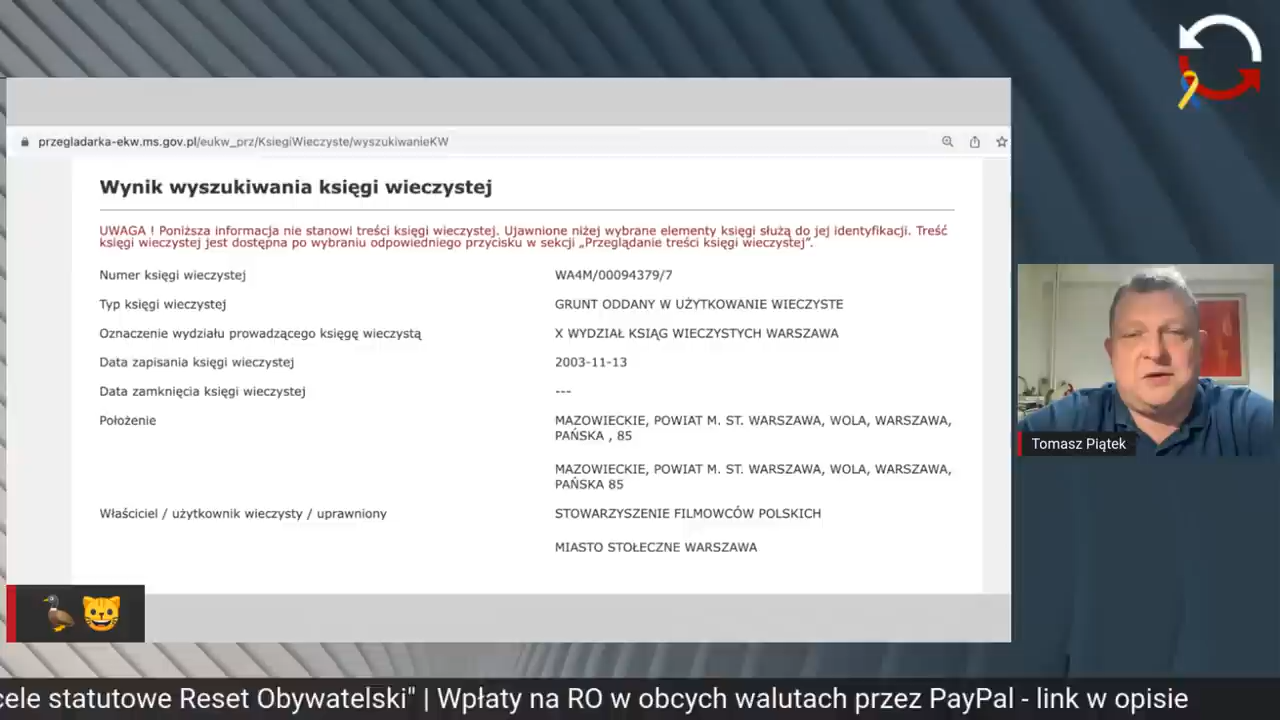 przegladarka-ekw.ms.gov.pl/eukw_prz/KsiegiWieczyste/wyszukiwanieKW
Wynik wyszukiwania księgi wieczystej
UWAGA ! Poniższa informacja nie stanowi treści księgi wieczystej. Ujawnione niżej wybrane elementy księgi służą do jej identyfikacji. Treść
księgi wieczystej jest dostępna po wybraniu odpowiedniego przycisku w sekcji „Przeglądanie treści księgi wieczystej”.
Numer księgi wieczystej WA4M/00094379/7
Typ księgi wieczystej GRUNT ODDANY W UŻYTKOWANIE WIECZYSTE
Oznaczenie wydziału prowadzącego księgę wieczystą X WYDZIAŁ KSIĄG WIECZYSTYCH WARSZAWA
Data zapisania księgi wieczystej 2003-11-13
Data zamknięcia księgi wieczystej ---
Położenie MAZOWIECKIE, POWIAT M. ST. WARSZAWA, WOLA, WARSZAWA,
PAŃSKA , 85
MAZOWIECKIE, POWIAT M. ST. WARSZAWA, WOLA, WARSZAWA,
PAŃSKA 85
Właściciel / użytkownik wieczysty / uprawniony STOWARZYSZENIE FILMOWCÓW POLSKICH
MIASTO STOŁECZNE WARSZAWA
Tomasz Piątek
cele statutowe Reset Obywatelski" | Wpłaty na RO w obcych walutach przez PayPal - link w opisie